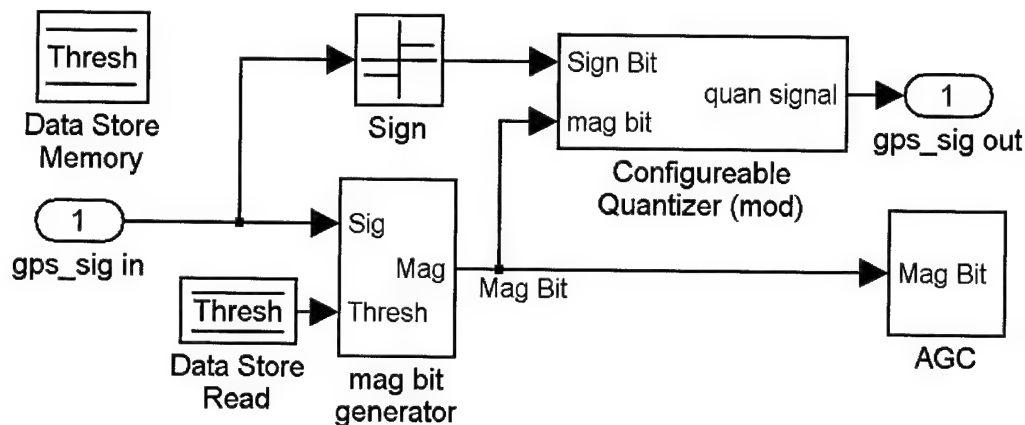 Thresh
Data Store
Memory
Sign
Sign Bit
mag bit
quan signal
Configureable
Quantizer (mod)
1
gps_sig out
1
gps_sig in
Sig
Mag
Thresh
mag bit
generator
Thresh
Data Store
Read
Mag Bit
Mag Bit
AGC